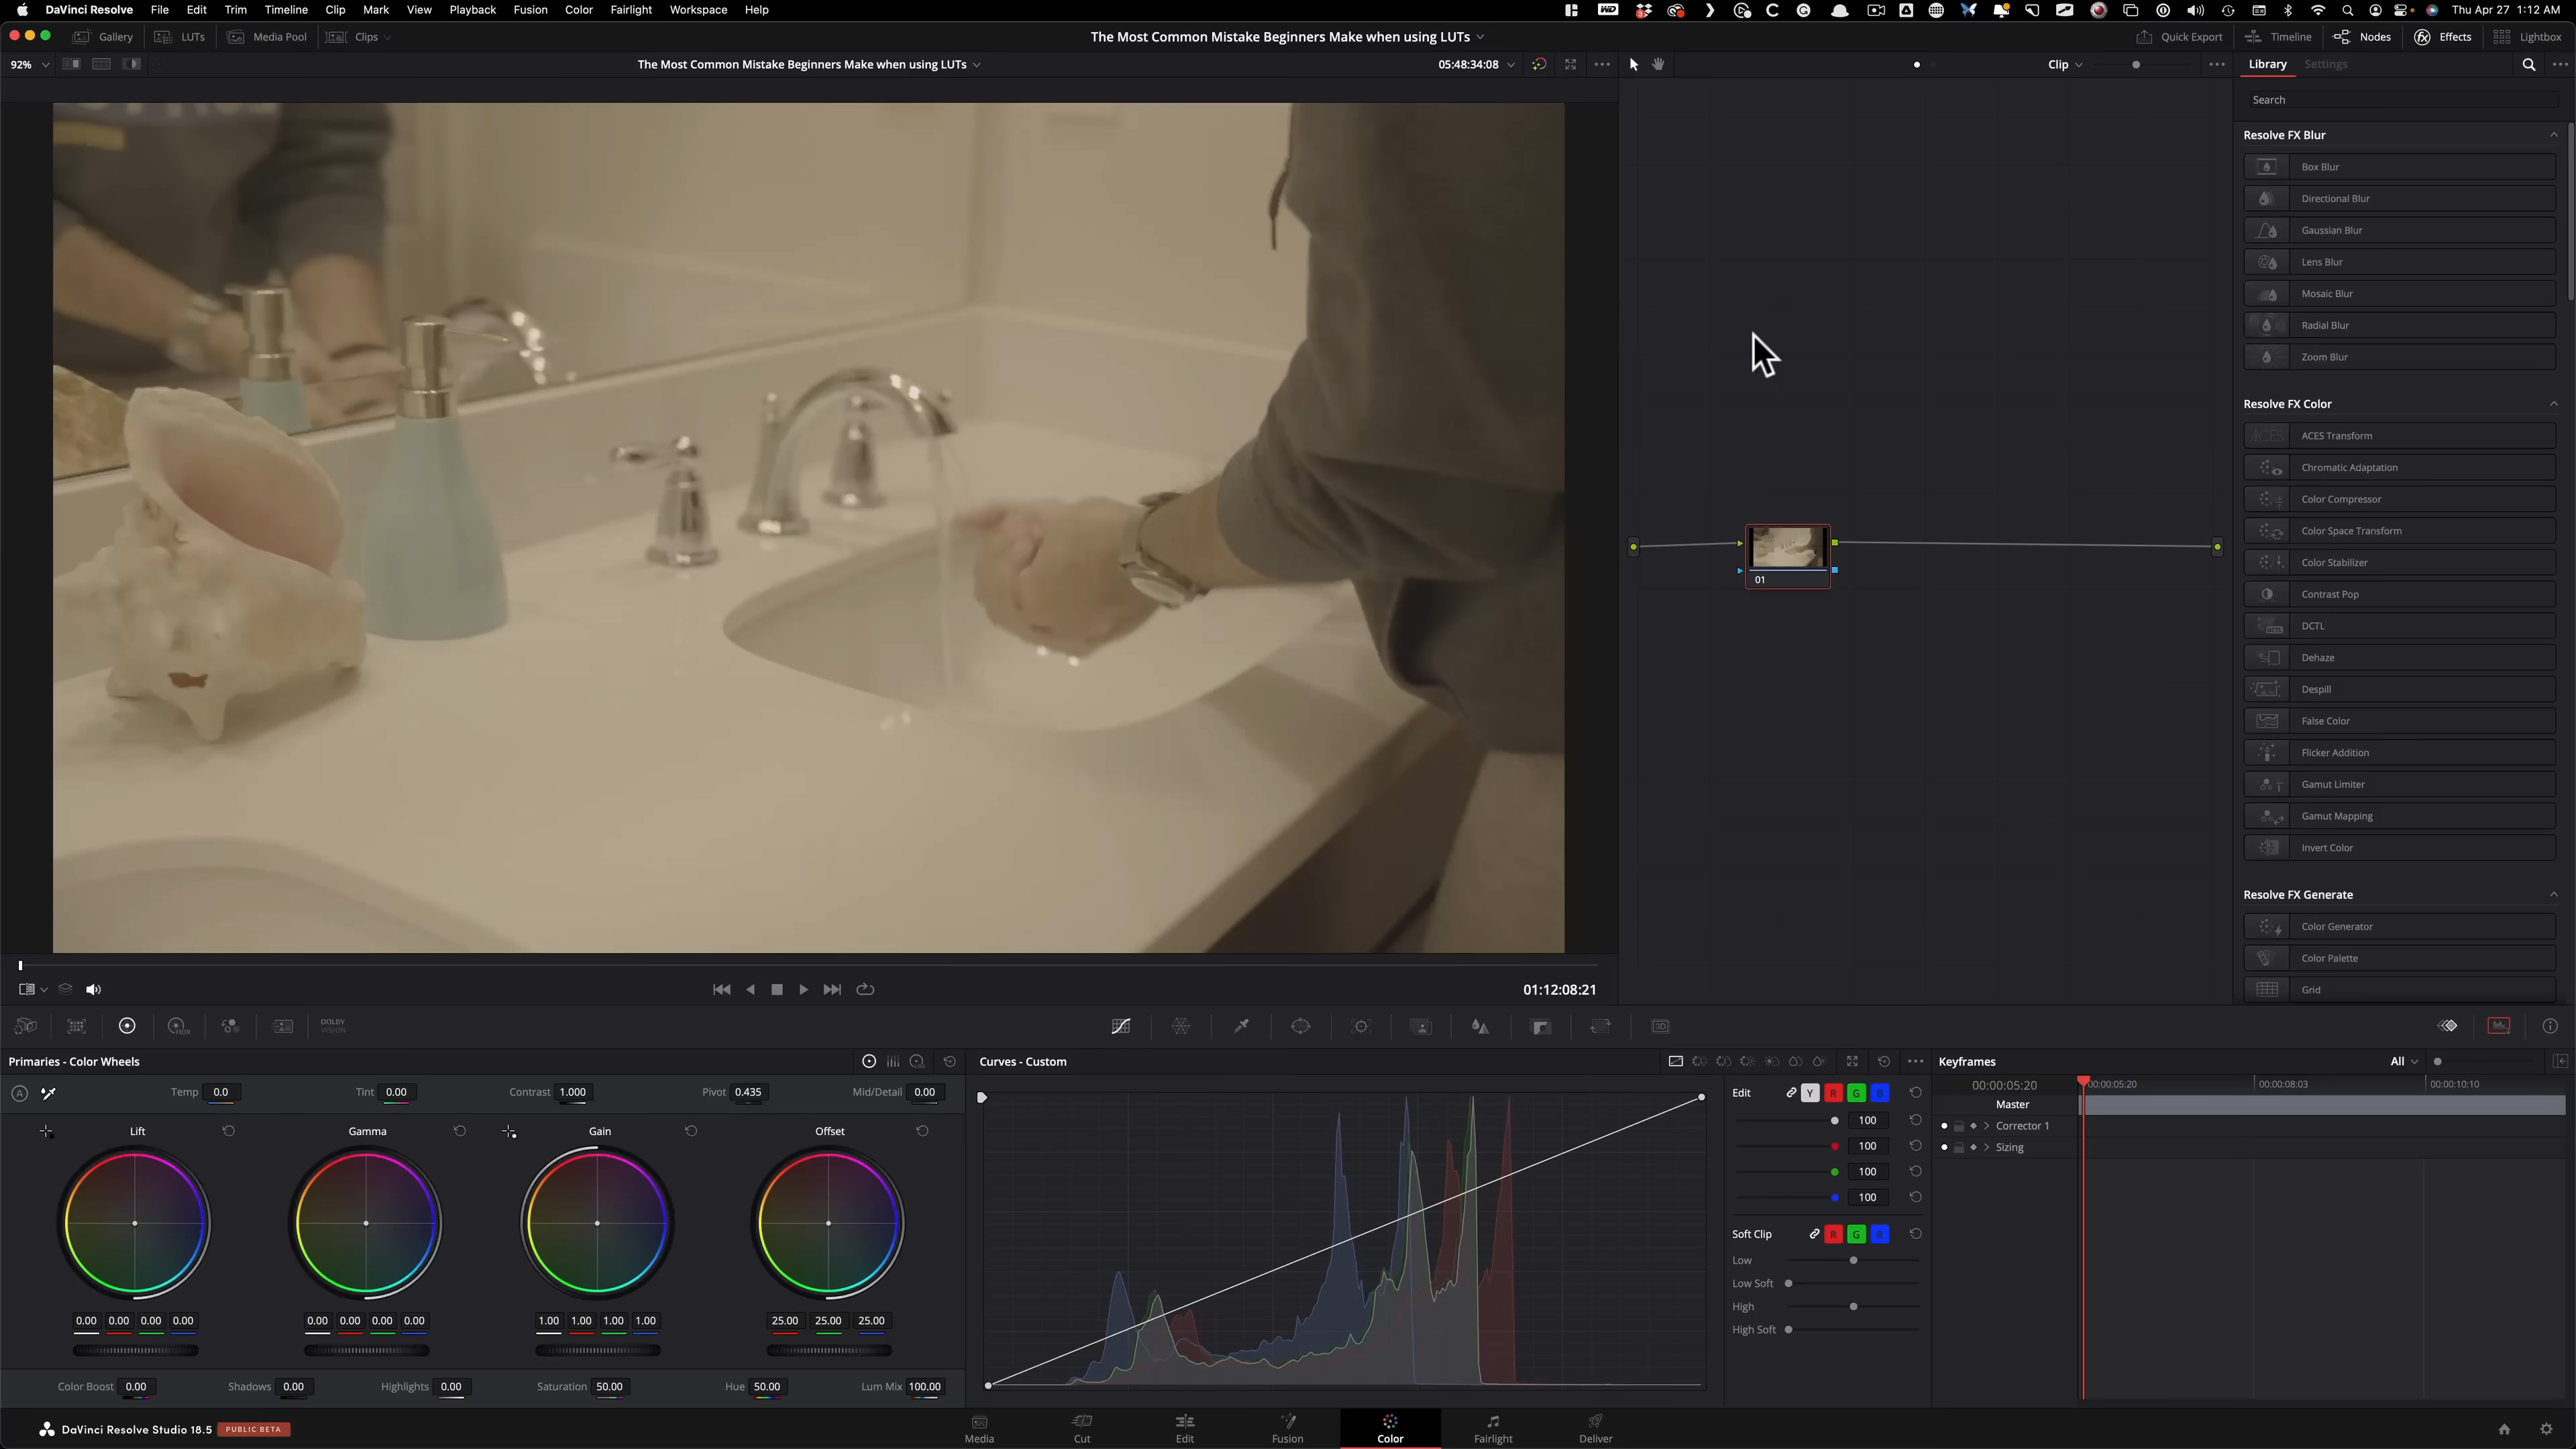 DaVinci Resolve File Edit Trim Timeline Clip Mark View Playback Fusion Color Fairlight Workspace Help Thu Apr 27 1:12 AM
Gallery LUTs Media Pool Clips The Most Common Mistake Beginners Make when using LUTs Quick Export Timeline Nodes Effects Lightbox
92% The Most Common Mistake Beginners Make when using LUTs 05:48:34:08 Clip Library Settings
Search
Resolve FX Blur
Box Blur
Directional Blur
Gaussian Blur
Lens Blur
Mosaic Blur
Radial Blur
Zoom Blur
Resolve FX Color
ACES Transform
Chromatic Adaptation
Color Compressor
Color Space Transform
Color Stabilizer
Contrast Pop
DCTL
Dehaze
Despill
False Color
Flicker Addition
Gamut Limiter
Gamut Mapping
Invert Color
Resolve FX Generate
Color Generator
Color Palette
Grid
01
01:12:08:21
DOLBY
VISION
Primaries - Color Wheels
Temp 0.0 Tint 0.00 Contrast 1.000 Pivot 0.435 Mid/Detail 0.00
Lift Gamma Gain Offset
0.00 0.00 0.00 0.00 0.00 0.00 0.00 0.00 1.00 1.00 1.00 1.00 25.00 25.00 25.00
Color Boost 0.00 Shadows 0.00 Highlights 0.00 Saturation 50.00 Hue 50.00 Lum Mix 100.00
Curves - Custom
Edit Y R G B
100
100
100
100
Soft Clip R G B
Low
Low Soft
High
High Soft
Keyframes All
00:00:05:20 00:00:05:20 00:00:08:03 00:00:10:10
Master
Corrector 1
Sizing
DaVinci Resolve Studio 18.5 PUBLIC BETA
Media Cut Edit Fusion Color Fairlight Deliver